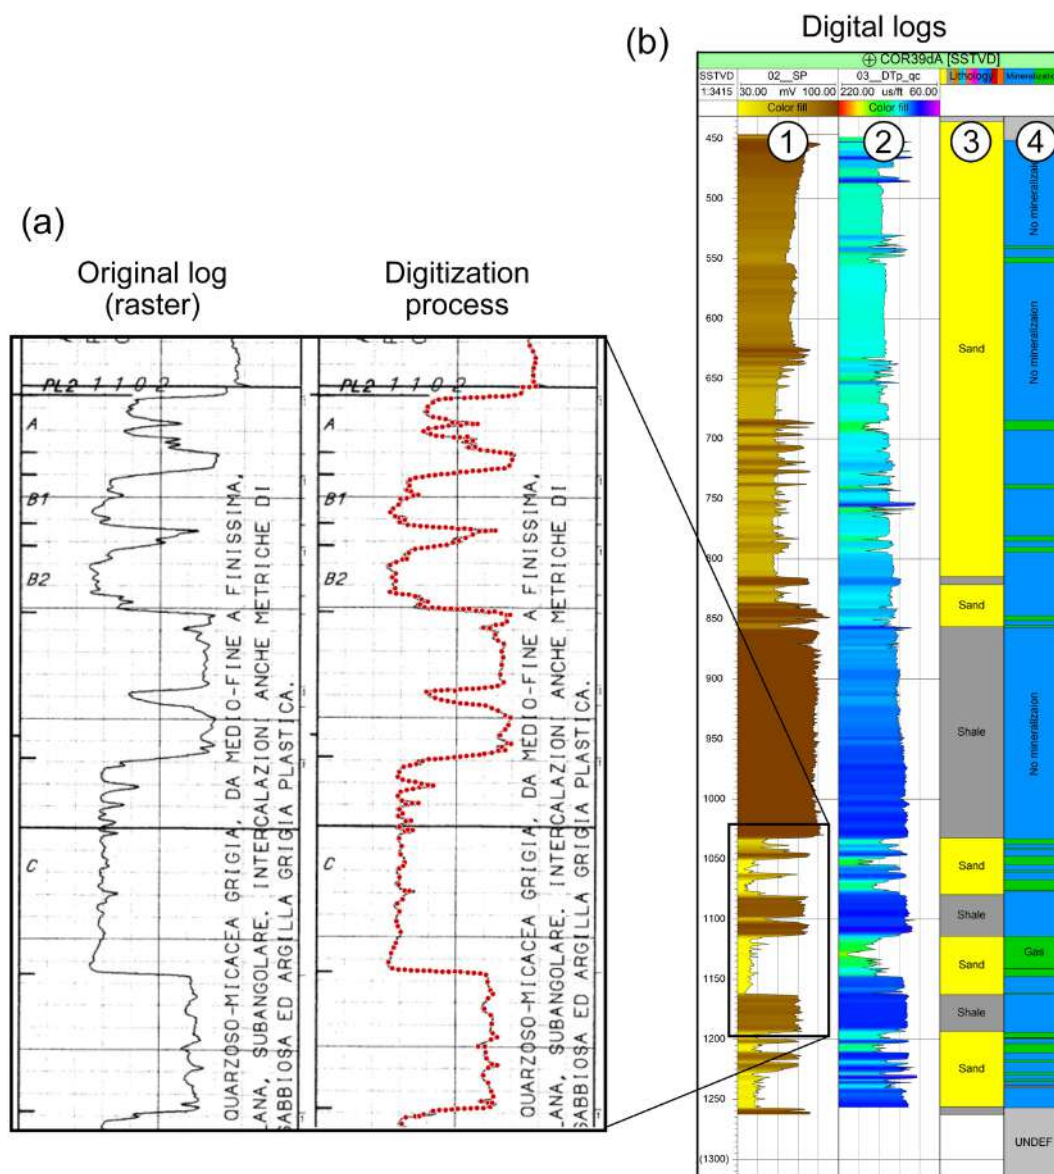 Digital logs
(b)
COR39dA [SSTVD]
SSTVD 02__SP 03__DTp_qc Lithology Mineralization
1:3415 30.00 mV 100.00 220.00 us/ft 60.00
Color fill Color fill
1 2 3 4
450
500
550
600
650
700
750
800
850
900
950
1000
1050
1100
1150
1200
1250
(1300)
Sand
Sand
Shale
Sand
Shale
Sand
Shale
Sand
No mineralizaion
No mineralizaion
No mineralizaion
Gas
UNDEF
(a)
Original log
(raster)
Digitization
process
PL2 1 1 0 2
A
B1
B2
C
QUARZOSO-MICACEA GRIGIA, DA MEDIO-FINE A FINISSIMA,
LANA, SUBANGOLARE. INTERCALAZIONI ANCHE METRICHE DI
SABBIOSA ED ARGILLA GRIGIA PLASTICA.
PL2 1 1 0 2
A
B1
B2
C
QUARZOSO-MICACEA GRIGIA, DA MEDIO-FINE A FINISSIMA,
LANA, SUBANGOLARE. INTERCALAZIONI ANCHE METRICHE DI
SABBIOSA ED ARGILLA GRIGIA PLASTICA.